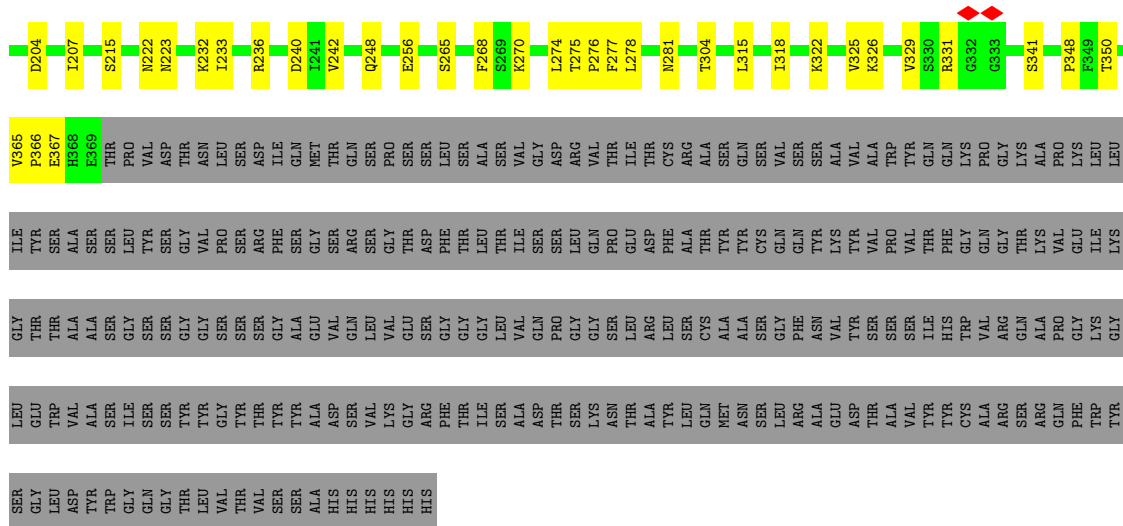 D204 I207 S215 N222 N223 K232 I233 R236 D240 I241 V242 Q248 E256 S265 F268 S269 K270 L274 T275 P276 F277 L278 N281 T304 L315 I318 K322 V325 K326 V329 S330 R331 G332 G333 S341 P348 F349 T350
V365 P366 E367 H368 E369 THR PRO VAL ASP THR ASN LEU SER ASP ILE GLN MET THR GLN SER PRO SER SER LEU SER ALA SER VAL GLY ASP ARG VAL THR ILE THR CYS ARG ALA SER GLN SER VAL SER SER ALA VAL ALA TRP TYR GLN GLN LYS PRO GLY LYS ALA PRO LYS LEU LEU
ILE TYR SER ALA SER SER LEU TYR SER GLY VAL PRO SER ARG PHE SER GLY SER ARG SER GLY THR ASP PHE THR LEU THR ILE SER SER LEU GLN PRO GLU ASP PHE ALA THR TYR TYR CYS GLN GLN TYR LYS TYR VAL PRO VAL THR PHE GLY GLN GLY THR LYS VAL GLU ILE LYS
GLY THR THR ALA ALA SER GLY SER SER GLY GLY SER SER SER GLY ALA GLU VAL GLN LEU VAL GLU SER GLY GLY GLY LEU VAL GLN PRO GLY GLY SER LEU ARG LEU SER CYS ALA ALA SER GLY PHE ASN VAL TYR SER SER SER ILE HIS TRP VAL ARG GLN ALA PRO GLY LYS GLY
LEU GLU TRP VAL ALA SER ILE SER SER TYR TYR GLY TYR THR TYR TYR ALA ASP SER VAL LYS GLY ARG PHE THR ILE SER ALA ASP THR SER LYS ASN THR ALA TYR LEU GLN MET ASN SER LEU ARG ALA GLU ASP THR ALA VAL TYR TYR CYS ALA ARG SER ARG GLN PHE TRP TYR
SER GLY LEU ASP TYR TRP GLY GLN GLY THR LEU VAL THR VAL SER SER ALA HIS HIS HIS HIS HIS HIS